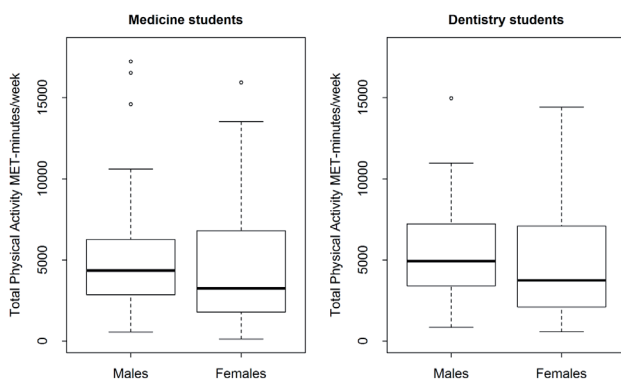 Medicine students
Total Physical Activity MET-minutes/week
15000
10000
5000
0
Males Females
Dentistry students
Total Physical Activity MET-minutes/week
15000
10000
5000
0
Males Females